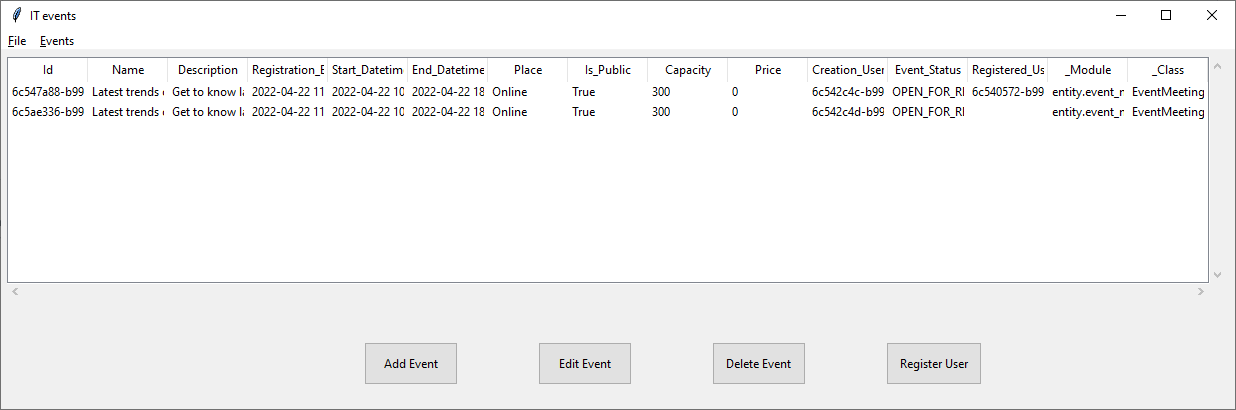 IT events
File Events
Id Name Description Registration_E Start_Datetim End_Datetime Place Is_Public Capacity Price Creation_User Event_Status Registered_Us _Module _Class
6c547a88-b99 Latest trends Get to know la 2022-04-22 11 2022-04-22 10 2022-04-22 18 Online True 300 0 6c542c4c-b99 OPEN_FOR_RE 6c540572-b99 entity.event_m EventMeeting
6c5ae336-b99 Latest trends Get to know la 2022-04-22 11 2022-04-22 10 2022-04-22 18 Online True 300 0 6c542c4d-b99 OPEN_FOR_RE entity.event_m EventMeeting
Add Event Edit Event Delete Event Register User